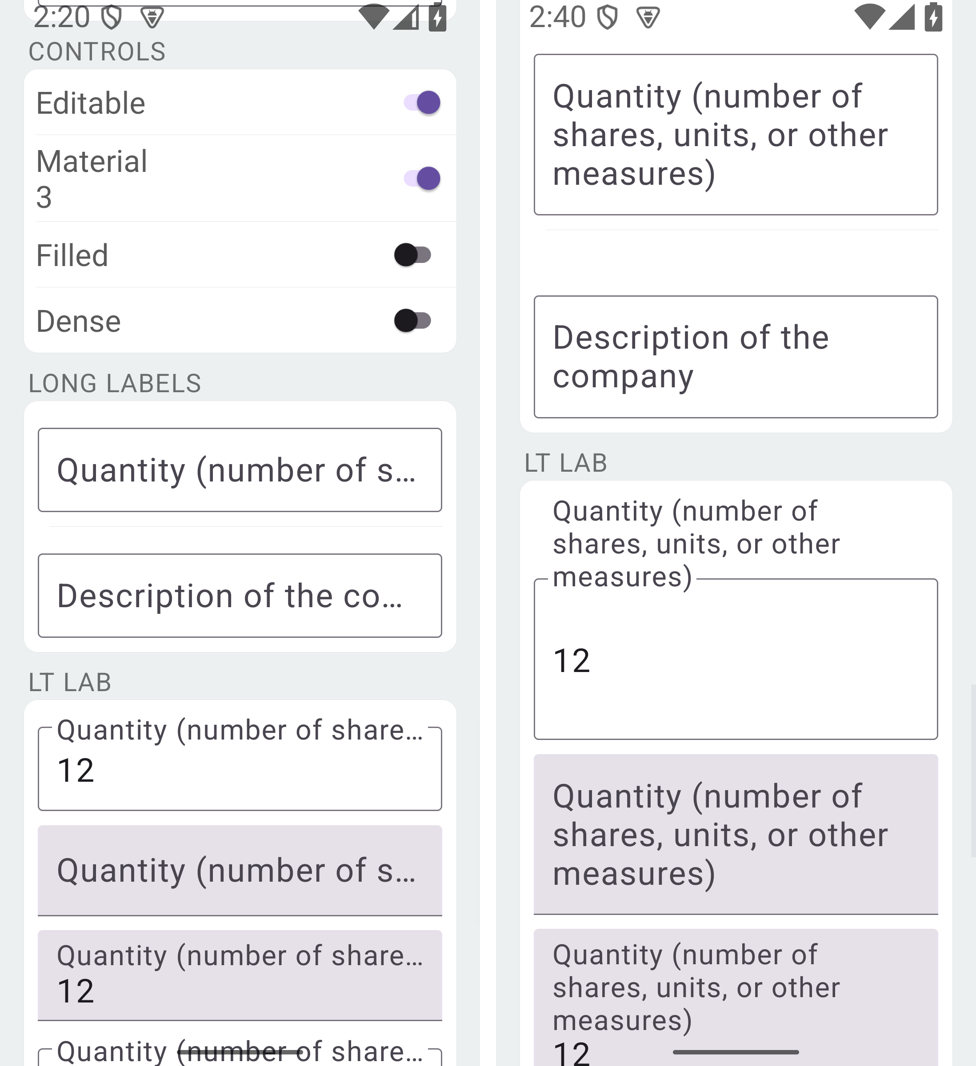 2:20
CONTROLS
Editable
Material
3
Filled
Dense
LONG LABELS
Quantity (number of s...
Description of the co...
LT LAB
Quantity (number of share...
12
Quantity (number of s...
Quantity (number of share...
12
Quantity (number of share...
2:40
Quantity (number of
shares, units, or other
measures)
Description of the
company
LT LAB
Quantity (number of
shares, units, or other
measures)
12
Quantity (number of
shares, units, or other
measures)
Quantity (number of
shares, units, or other
measures)
12